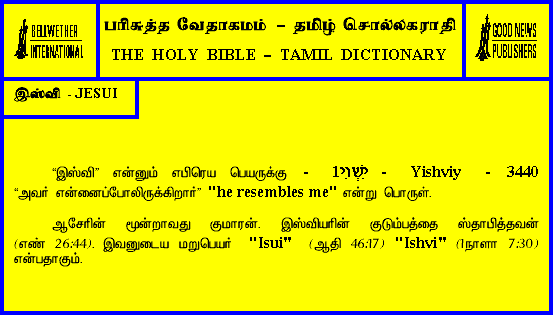 BELLWETHER
INTERNATIONAL
பரிசுத்த வேதாகமம் – தமிழ் சொல்லகராதி
THE HOLY BIBLE – TAMIL DICTIONARY
GOOD NEWS
PUBLISHERS
இஸ்வி - JESUI
“இஸ்வி” என்னும் எபிரெய பெயருக்கு - יִשְׁוִי1 - Yishviy - 3440
“அவர் என்னைப்போலிருக்கிறார்” "he resembles me" என்று பொருள்.
ஆசேரின் மூன்றாவது குமாரன். இஸ்வியரின் குடும்பத்தை ஸ்தாபித்தவன்
(எண் 26:44). இவனுடைய மறுபெயர் "Isui" (ஆதி 46:17) "Ishvi" (1நாளா 7:30)
என்பதாகும்.